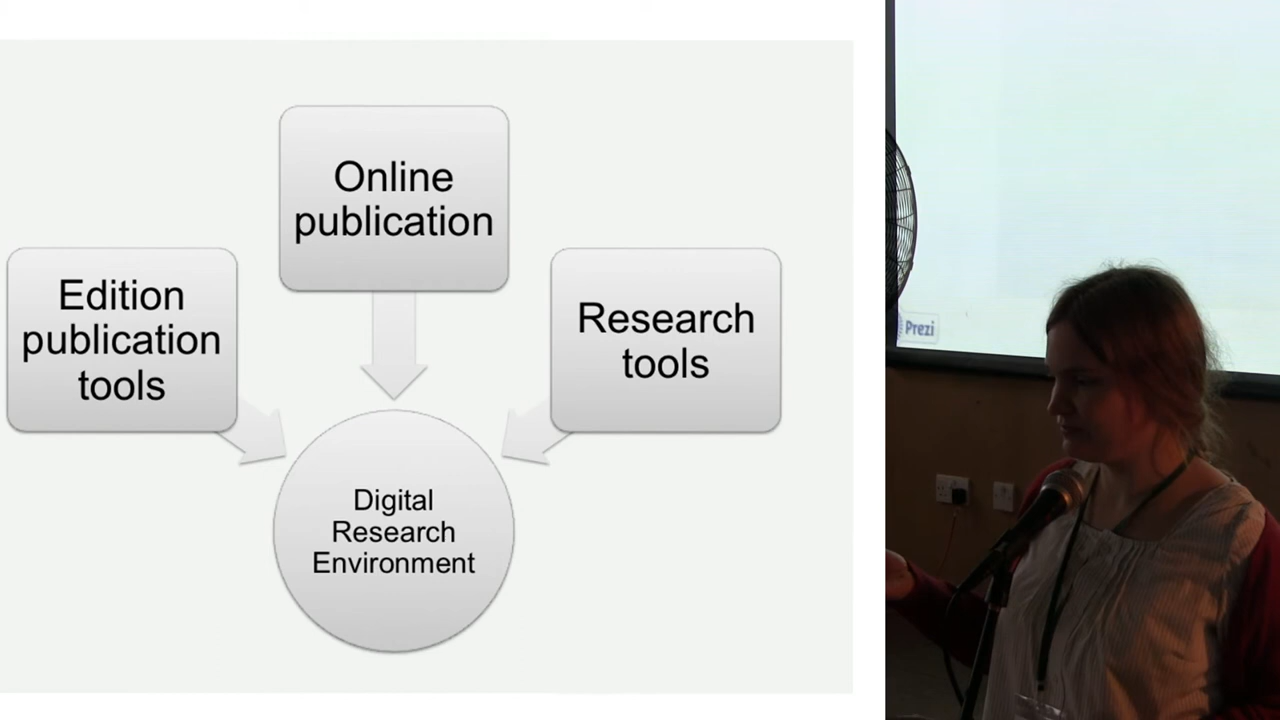 Online
publication
Edition
publication
tools
Research
tools
Digital
Research
Environment
Prezi